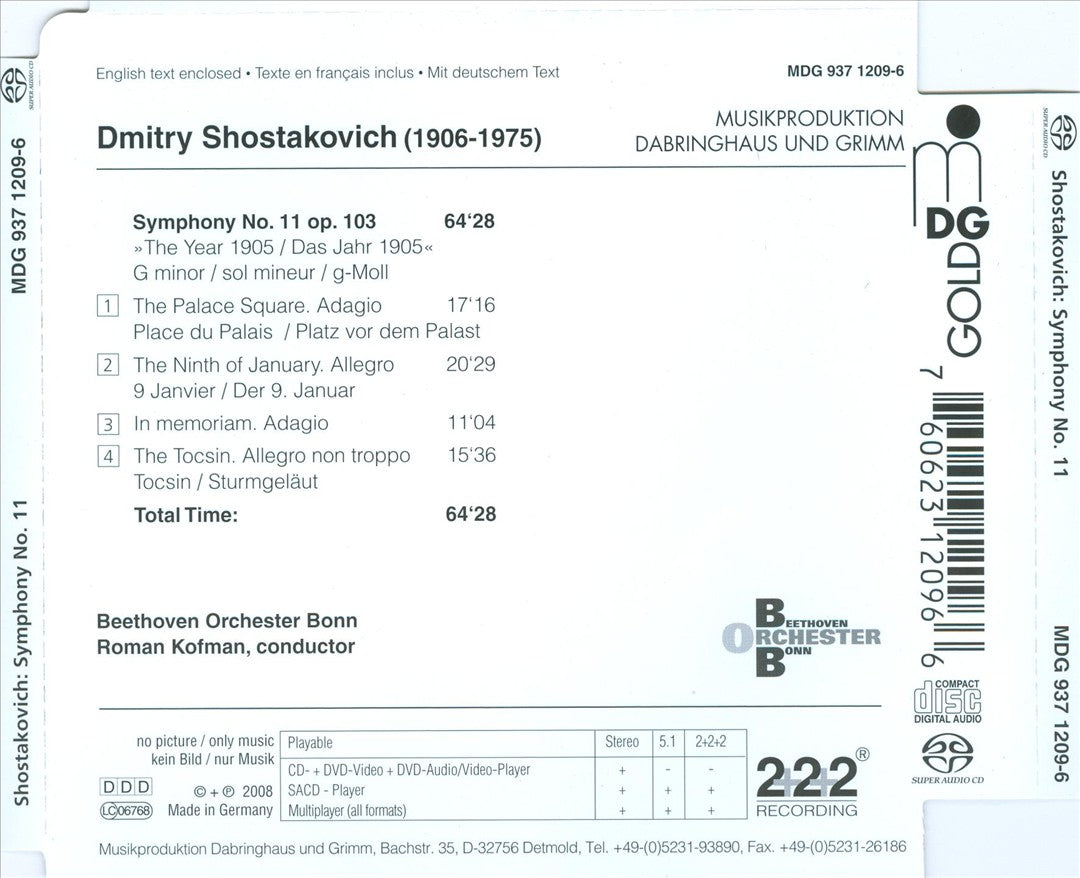 English text enclosed • Texte en français inclus • Mit deutschem Text
MDG 937 1209-6
Dmitry Shostakovich (1906-1975)
MUSIKPRODUKTION
DABRINGHAUS UND GRIMM
DG
GOLD
Symphony No. 11 op. 103 64‘28
»The Year 1905 / Das Jahr 1905«
G minor / sol mineur / g-Moll
1 The Palace Square. Adagio 17‘16
Place du Palais / Platz vor dem Palast
2 The Ninth of January. Allegro 20‘29
9 Janvier / Der 9. Januar
3 In memoriam. Adagio 11‘04
4 The Tocsin. Allegro non troppo 15‘36
Tocsin / Sturmgeläut
Total Time: 64‘28
Beethoven Orchester Bonn
Roman Kofman, conductor
BEETHOVEN
ORCHESTER
BONN
7 60623 12096 6
COMPACT
disc
DIGITAL AUDIO
SUPER AUDIO CD
no picture / only music
kein Bild / nur Musik
DDD
© + ℗ 2008
LC 06768
Made in Germany
Playable Stereo 5.1 2+2+2
CD- + DVD-Video + DVD-Audio/Video-Player + - -
SACD - Player + + +
Multiplayer (all formats) + + +
2+2+2 ®
RECORDING
Musikproduktion Dabringhaus und Grimm, Bachstr. 35, D-32756 Detmold, Tel. +49-(0)5231-93890, Fax. +49-(0)5231-26186
SUPER AUDIO CD
MDG 937 1209-6
Shostakovich: Symphony No. 11
SUPER AUDIO CD
Shostakovich: Symphony No. 11
MDG 937 1209-6